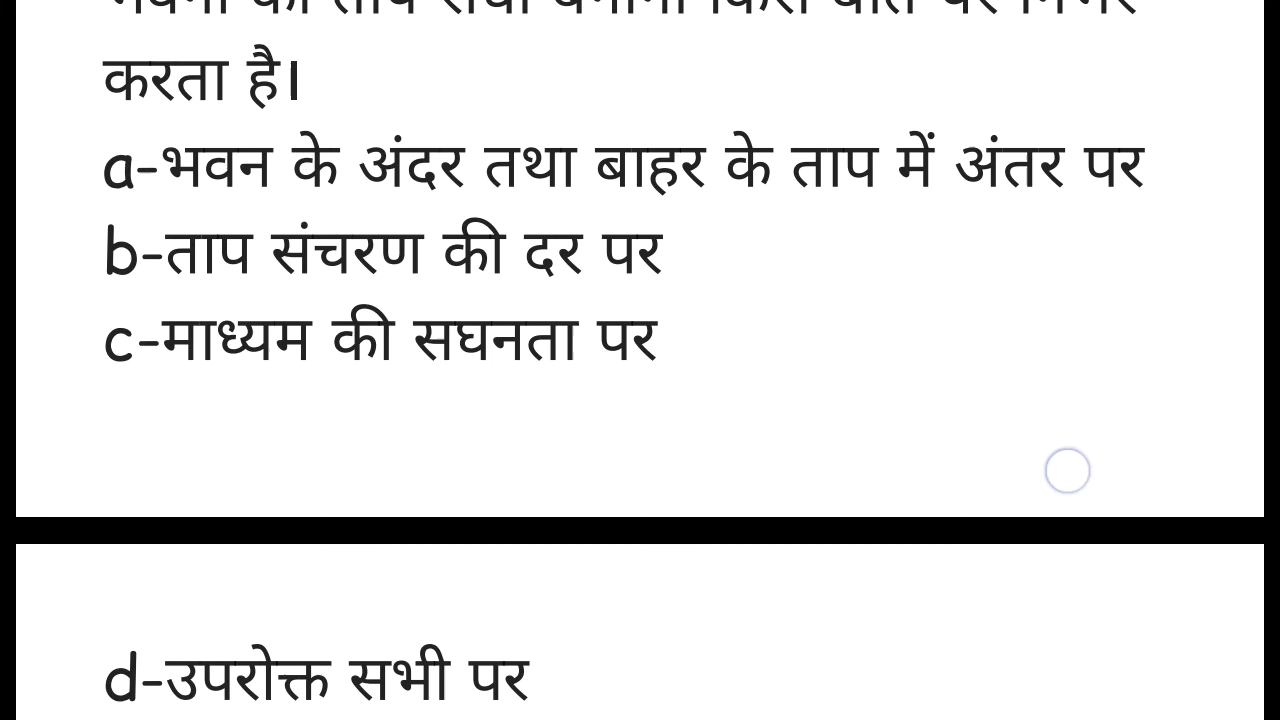 करता है।
a-भवन के अंदर तथा बाहर के ताप में अंतर पर
b-ताप संचरण की दर पर
c-माध्यम की सघनता पर
d-उपरोक्त सभी पर